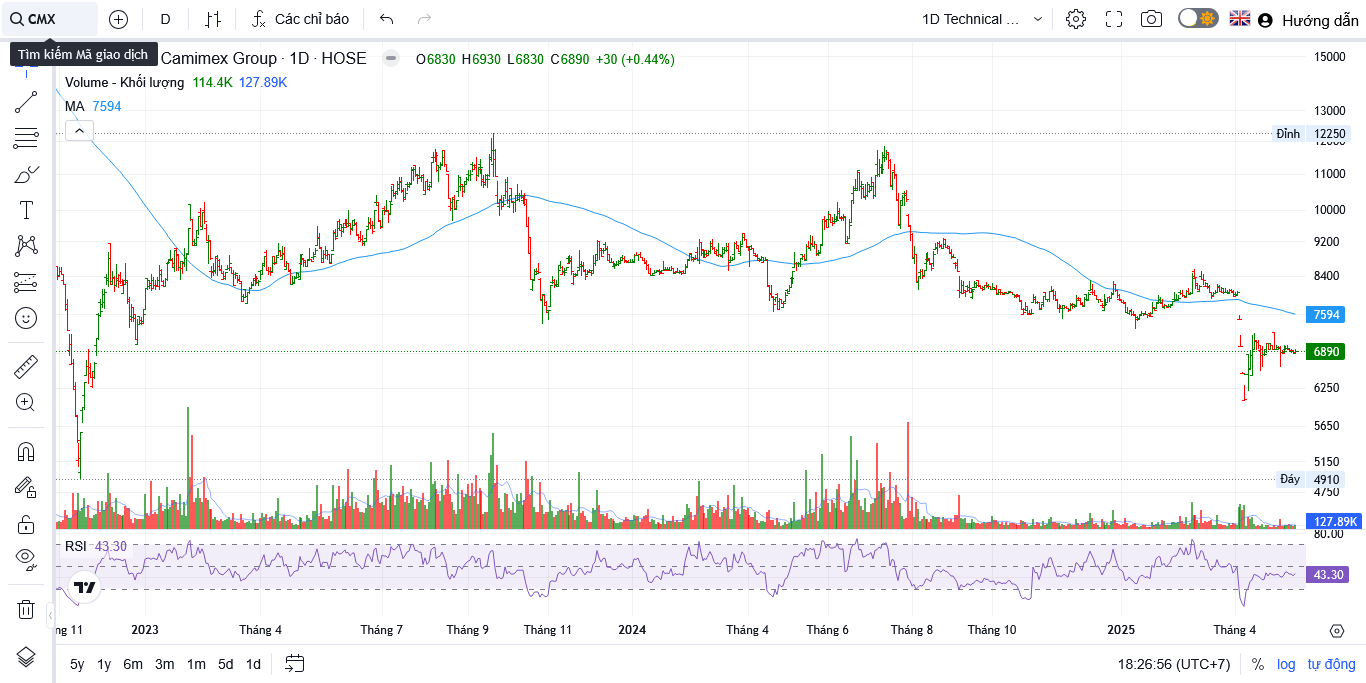 CMX D Các chỉ báo 1D Technical ... Hướng dẫn
Tìm kiếm Mã giao dịch Camimex Group · 1D · HOSE O6830 H6930 L6830 C6890 +30 (+0.44%)
Volume - Khối lượng 114.4K 127.89K
MA 7594
15000
13000
Đỉnh 12250
11000
10000
9200
8400
7594
6890
6250
5650
5150
Đáy 4910
4750
127.89K
80.00
RSI 43.30
43.30
ng 11 2023 Tháng 4 Tháng 7 Tháng 9 Tháng 11 2024 Tháng 4 Tháng 6 Tháng 8 Tháng 10 2025 Tháng 4
5y 1y 6m 3m 1m 5d 1d 18:26:56 (UTC+7) % log tự động